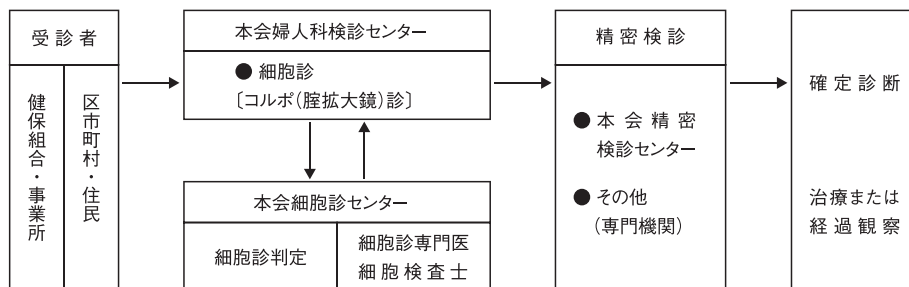 受診者
健保組合・事業所
区市町村・住民
本会婦人科検診センター
● 細胞診
〔コルポ(腟拡大鏡)診〕
本会細胞診センター
細胞診判定
細胞診専門医
細胞検査士
精密検診
● 本会精密
検診センター
● その他
(専門機関)
確定診断
治療または
経過観察